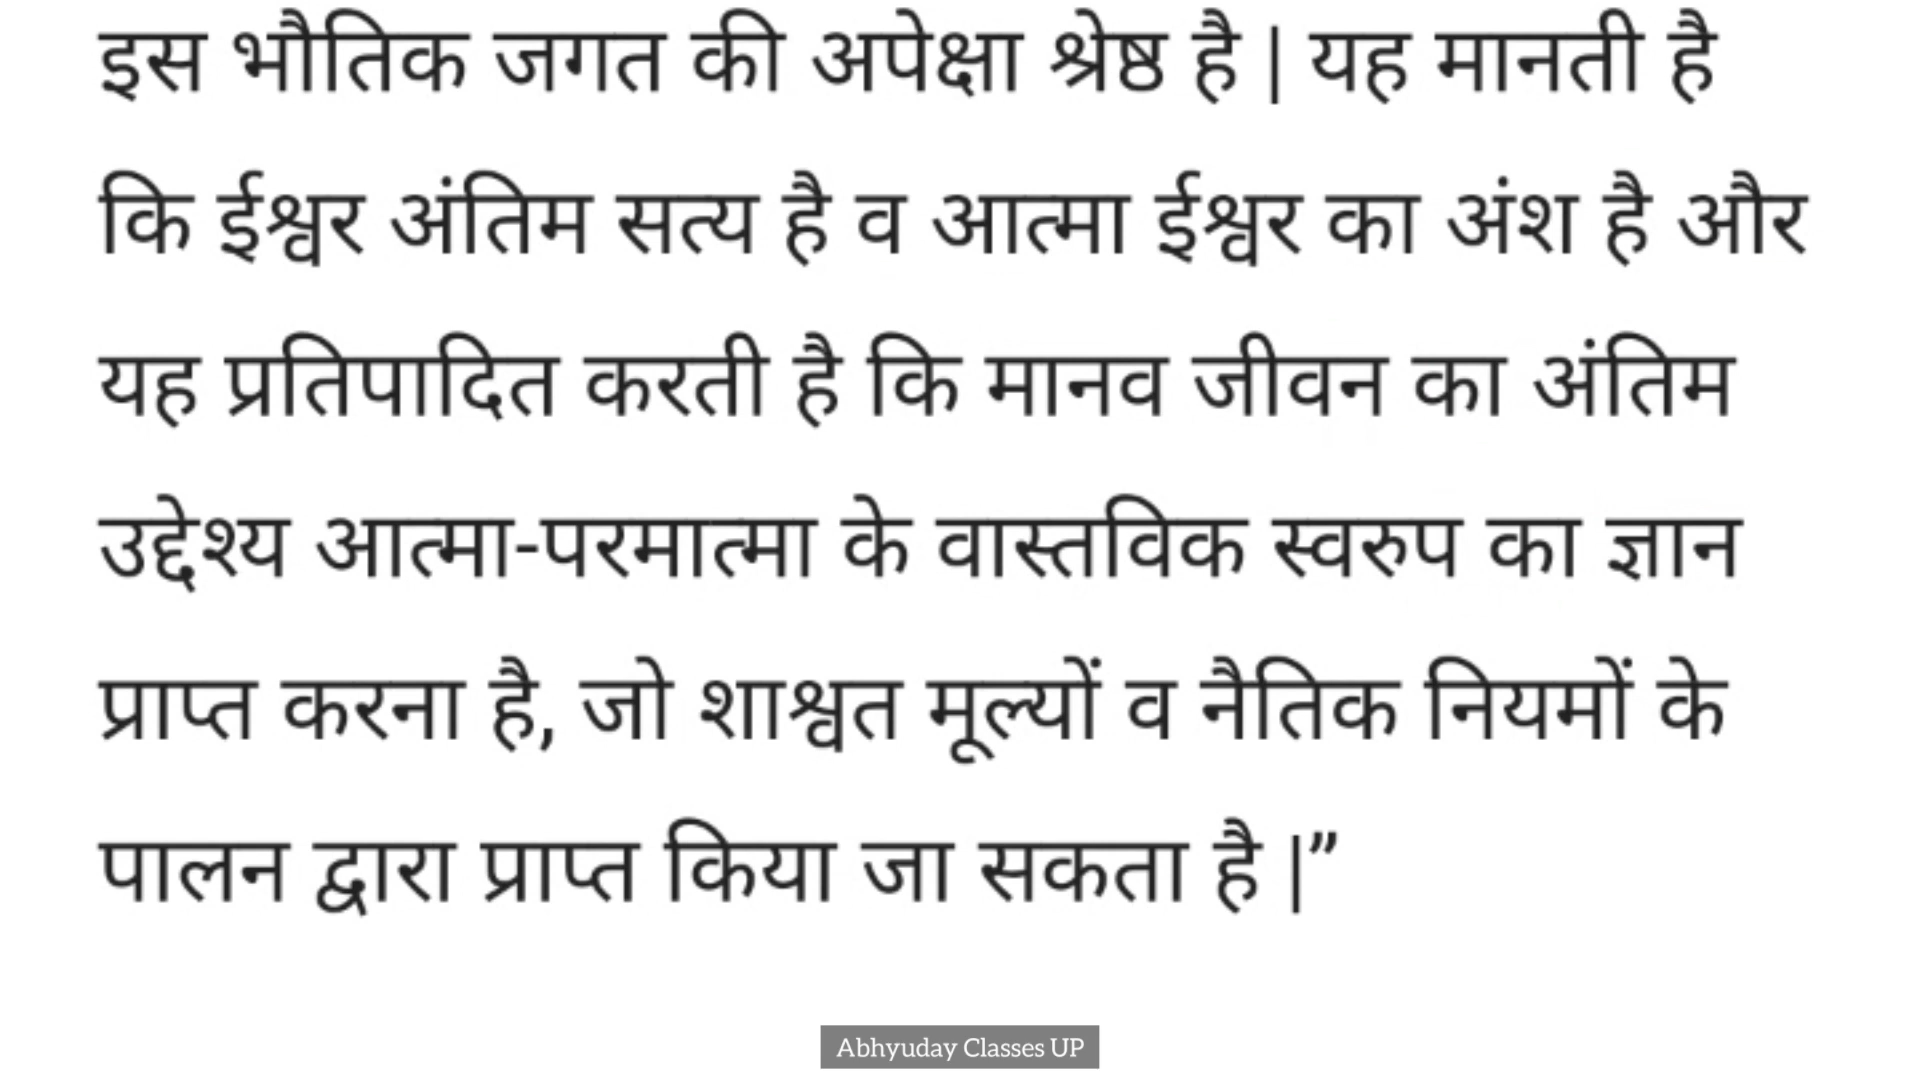 इस भौतिक जगत की अपेक्षा श्रेष्ठ है | यह मानती है
कि ईश्वर अंतिम सत्य है व आत्मा ईश्वर का अंश है और
यह प्रतिपादित करती है कि मानव जीवन का अंतिम
उद्देश्य आत्मा-परमात्मा के वास्तविक स्वरुप का ज्ञान
प्राप्त करना है, जो शाश्वत मूल्यों व नैतिक नियमों के
पालन द्वारा प्राप्त किया जा सकता है |”
Abhyuday Classes UP